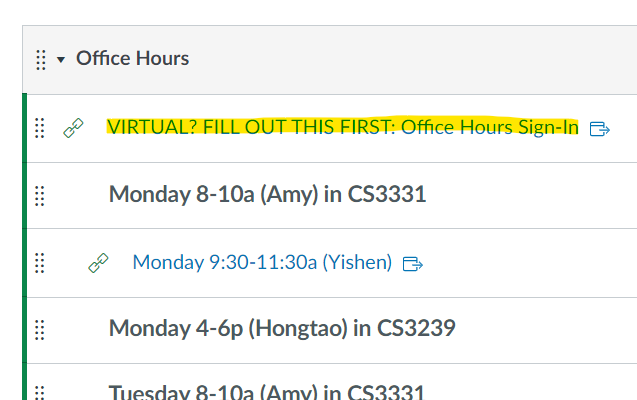 Office Hours
VIRTUAL? FILL OUT THIS FIRST: Office Hours Sign-In
Monday 8-10a (Amy) in CS3331
Monday 9:30-11:30a (Yishen)
Monday 4-6p (Hongtao) in CS3239
Tuesday 8-10a (Amy) in CS3331